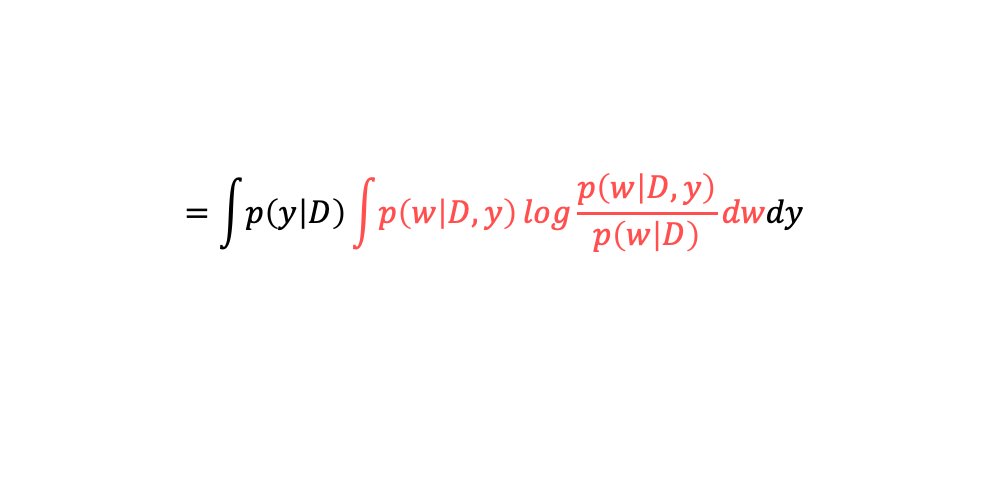 = ∫p(y|D) ∫p(w|D, y) log p(w|D, y) / p(w|D) dwdy